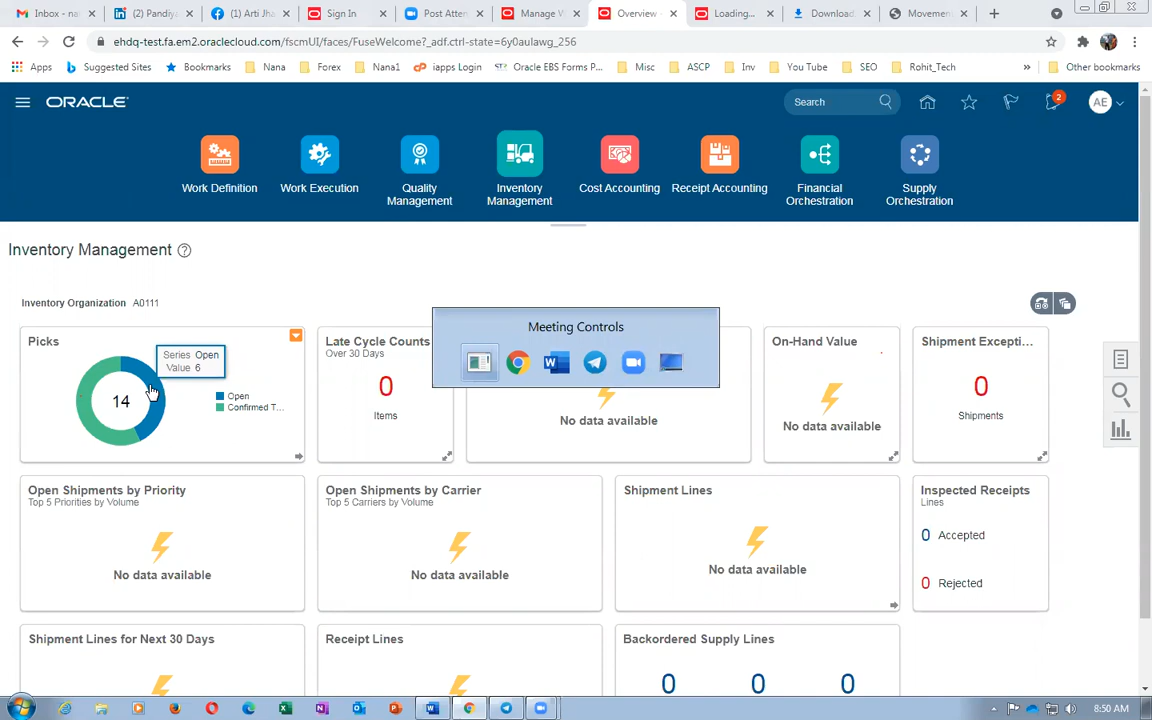 Inbox - nan
(2) Pandiya
(1) Arti Jha
Sign In
Post Atten
Manage W
Overview -
Loading...
Download
Movement
ehdq-test.fa.em2.oraclecloud.com/fscmUI/faces/FuseWelcome?_adf.ctrl-state=6y0aulawg_256
Apps
Suggested Sites
Bookmarks
Nana
Forex
Nana1
iapps Login
Oracle EBS Forms P...
Misc
ASCP
Inv
You Tube
SEO
Rohit_Tech
»
Other bookmarks
ORACLE
Search
2
AE
Work Definition
Work Execution
Quality
Management
Inventory
Management
Cost Accounting
Receipt Accounting
Financial
Orchestration
Supply
Orchestration
Inventory Management
Inventory Organization A0111
Meeting Controls
Picks
Series Open
Value 6
14
Open
Confirmed T...
Late Cycle Counts
Over 30 Days
0
Items
No data available
On-Hand Value
No data available
Shipment Excepti...
0
Shipments
Open Shipments by Priority
Top 5 Priorities by Volume
No data available
Open Shipments by Carrier
Top 5 Carriers by Volume
No data available
Shipment Lines
No data available
Inspected Receipts
Lines
0 Accepted
0 Rejected
Shipment Lines for Next 30 Days
Receipt Lines
Backordered Supply Lines
0 0 0
8:50 AM